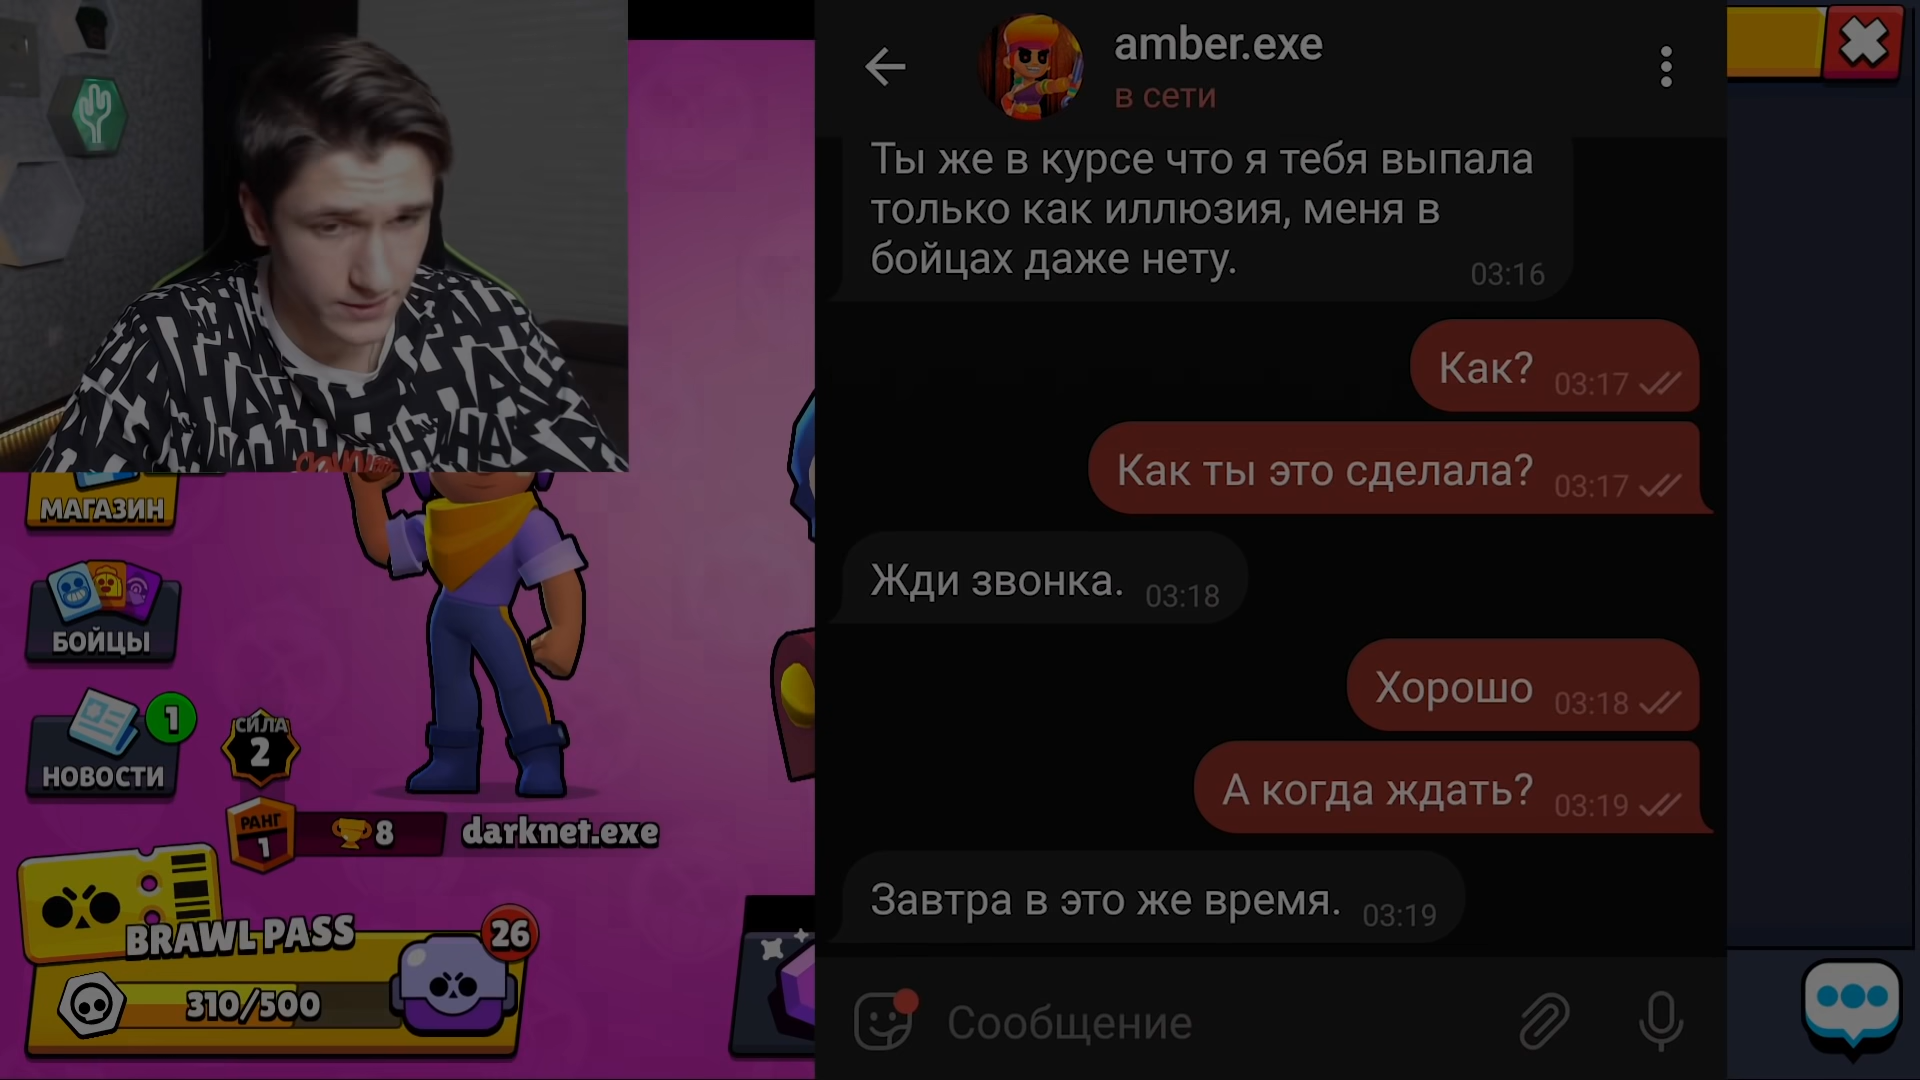 amber.exe
в сети
Ты же в курсе что я тебя выпала
только как иллюзия, меня в
бойцах даже нету.
03:16
Как? 03:17
Как ты это сделала? 03:17
Жди звонка. 03:18
Хорошо 03:18
А когда ждать? 03:19
Завтра в это же время. 03:19
Сообщение
МАГАЗИН
БОЙЦЫ
1
НОВОСТИ
СИЛА
2
РАНГ
1
8
darknet.exe
BRAWL PASS
26
310/500